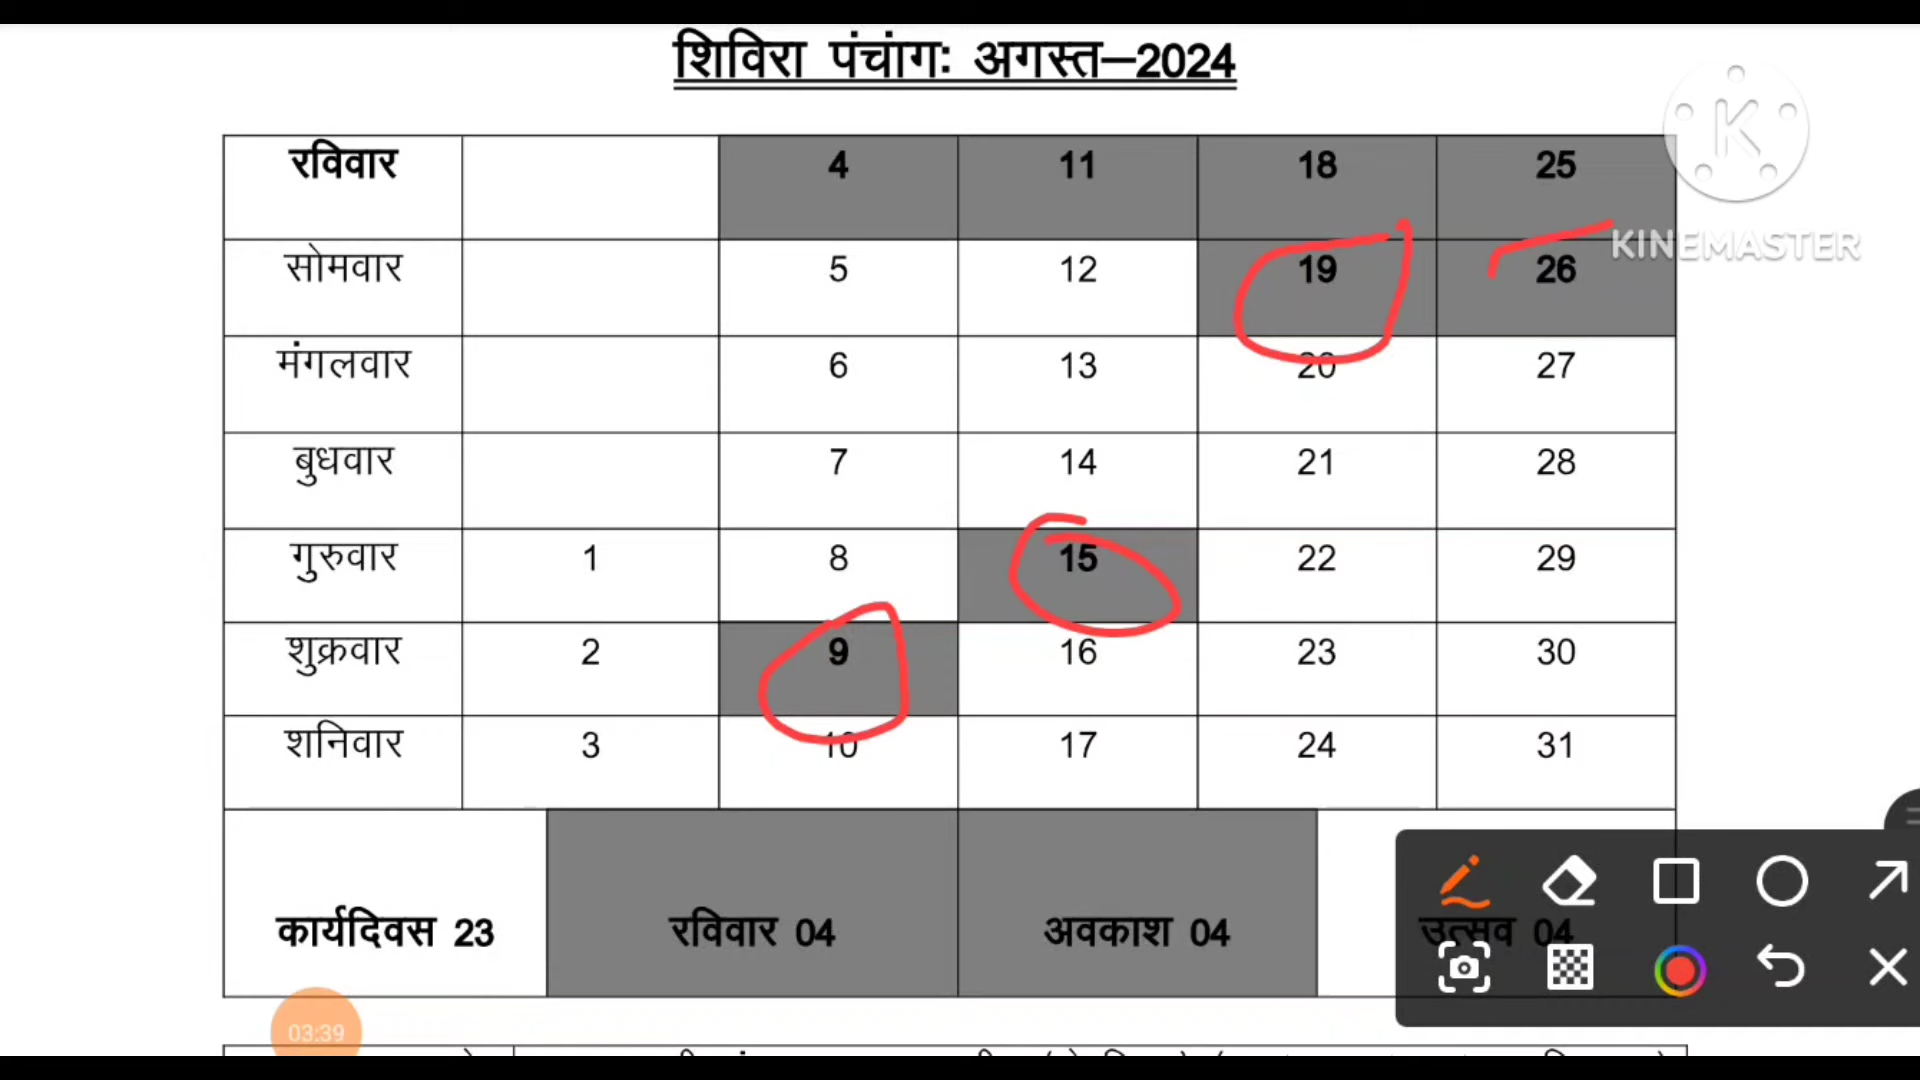 शिविरा पंचांगः अगस्त–2024
रविवार 4 11 18 25
सोमवार 5 12 19 26
KINEMASTER
मंगलवार 6 13 20 27
बुधवार 7 14 21 28
गुरुवार 1 8 15 22 29
शुक्रवार 2 9 16 23 30
शनिवार 3 10 17 24 31
कार्यदिवस 23 रविवार 04 अवकाश 04 उत्सव 04
03:39